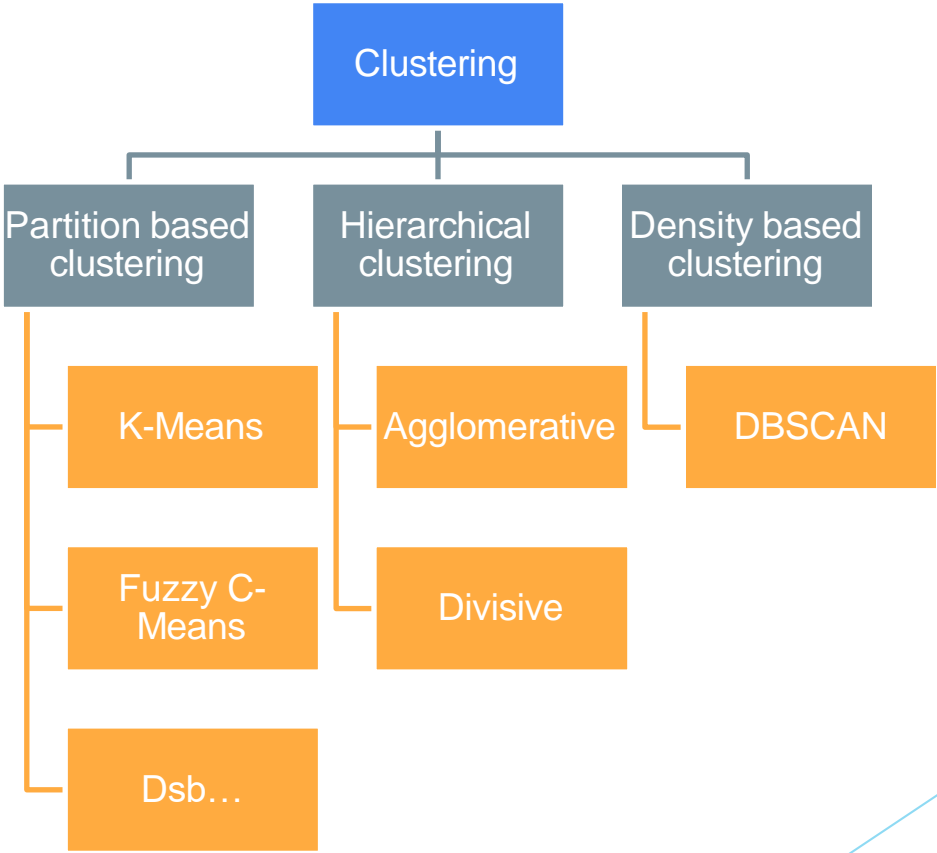 Clustering
Partition based
clustering
Hierarchical
clustering
Density based
clustering
K-Means
Agglomerative
DBSCAN
Fuzzy C-
Means
Divisive
Dsb…